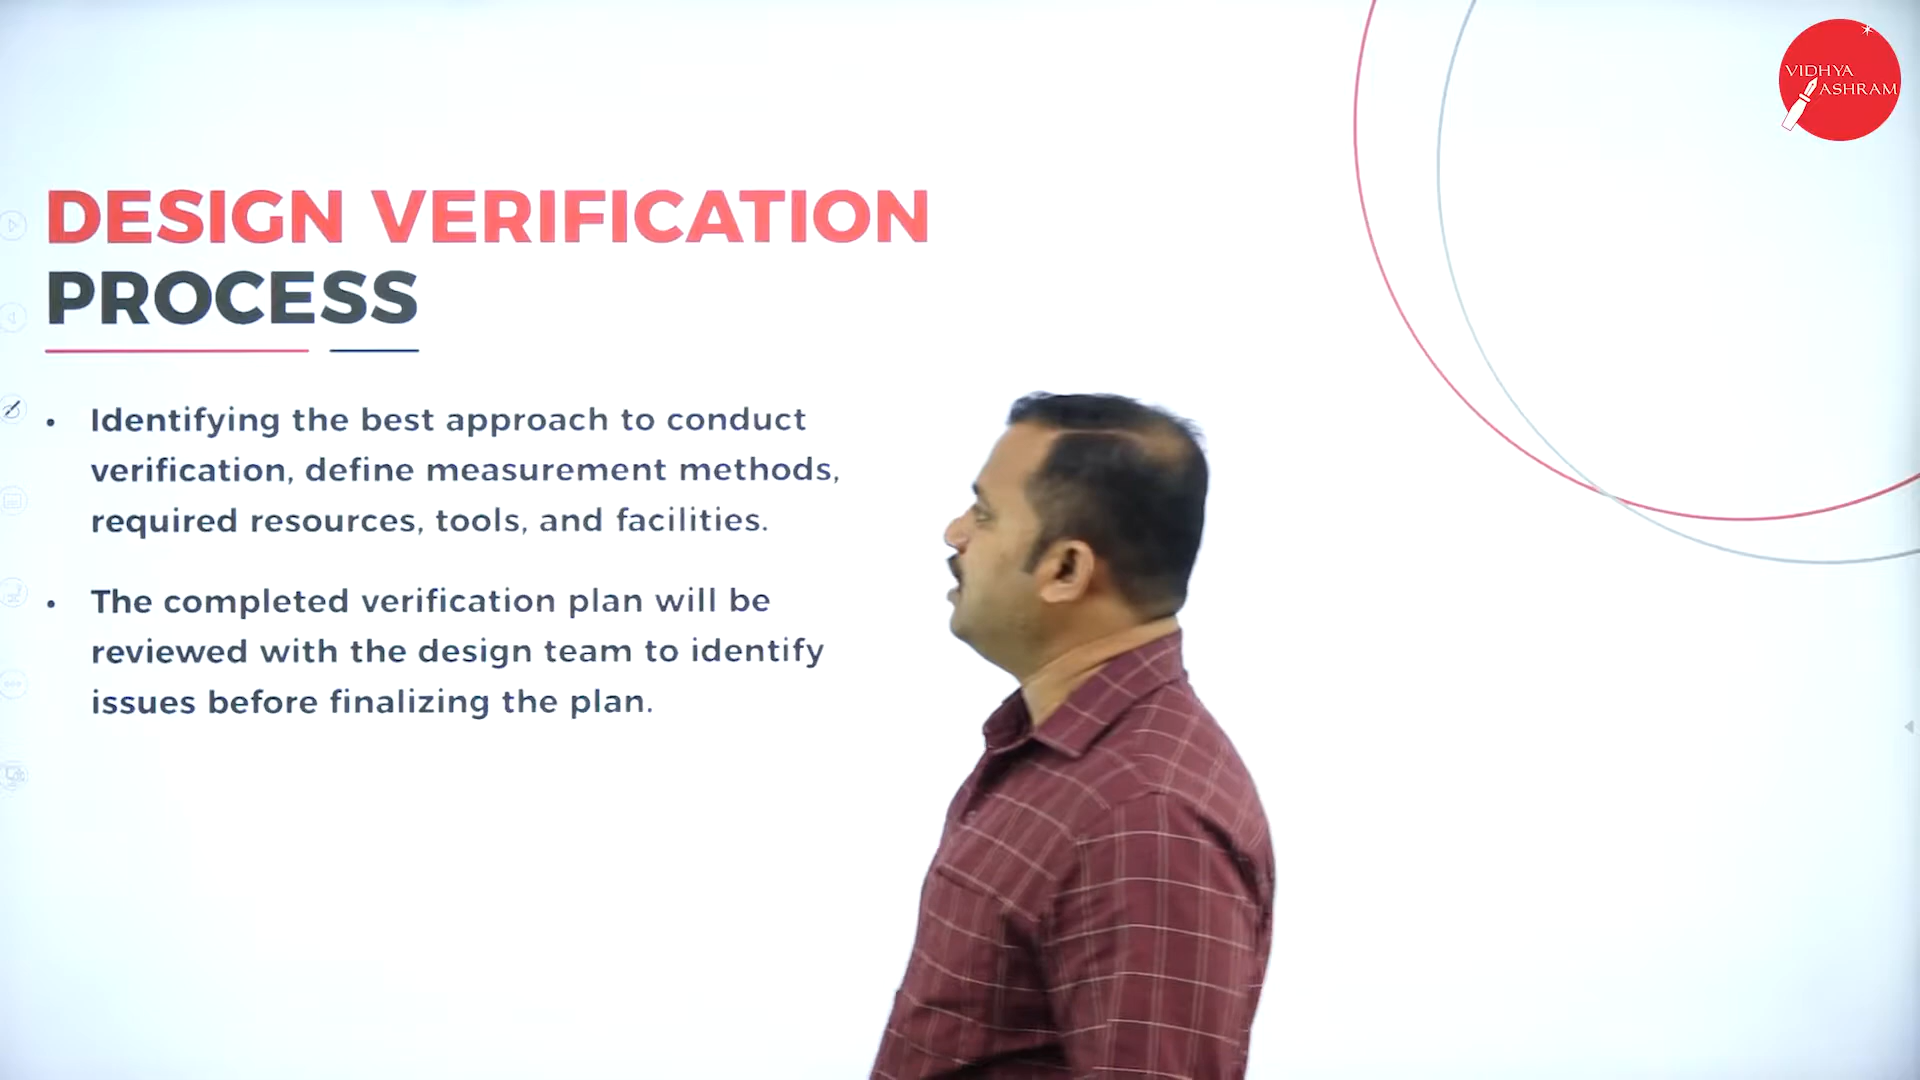 VIDHYA
ASHRAM
DESIGN VERIFICATION
PROCESS
• Identifying the best approach to conduct
verification, define measurement methods,
required resources, tools, and facilities.
• The completed verification plan will be
reviewed with the design team to identify
issues before finalizing the plan.